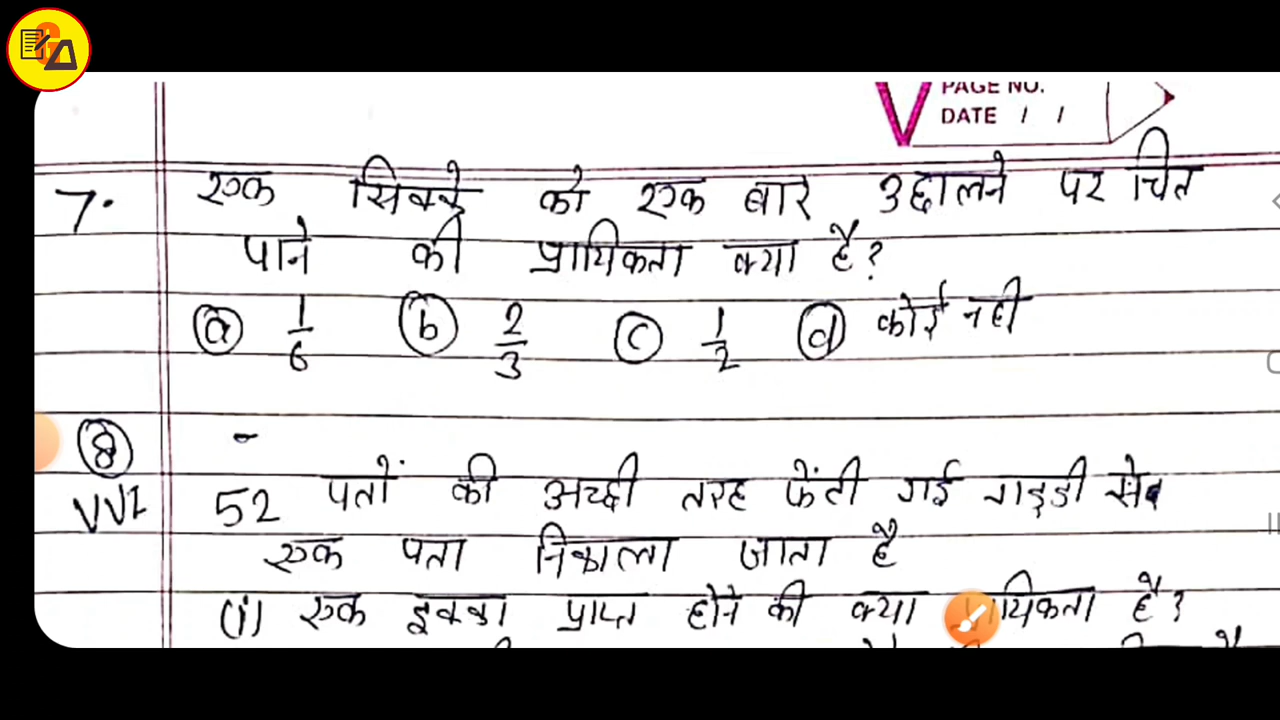 PAGE NO.
DATE / /
7. एक सिक्के को एक बार उछालने पर चित
पाने की प्रायिकता क्या है?
(a) 1/6 (b) 2/3 (c) 1/2 (d) कोई नही
(8)
VVI 52 पतों की अच्छी तरह फेंटी गई गड्डी से
एक पता निकाला जाता है
(i) एक इक्का प्राप्त होने की क्या प्रायिकता है?